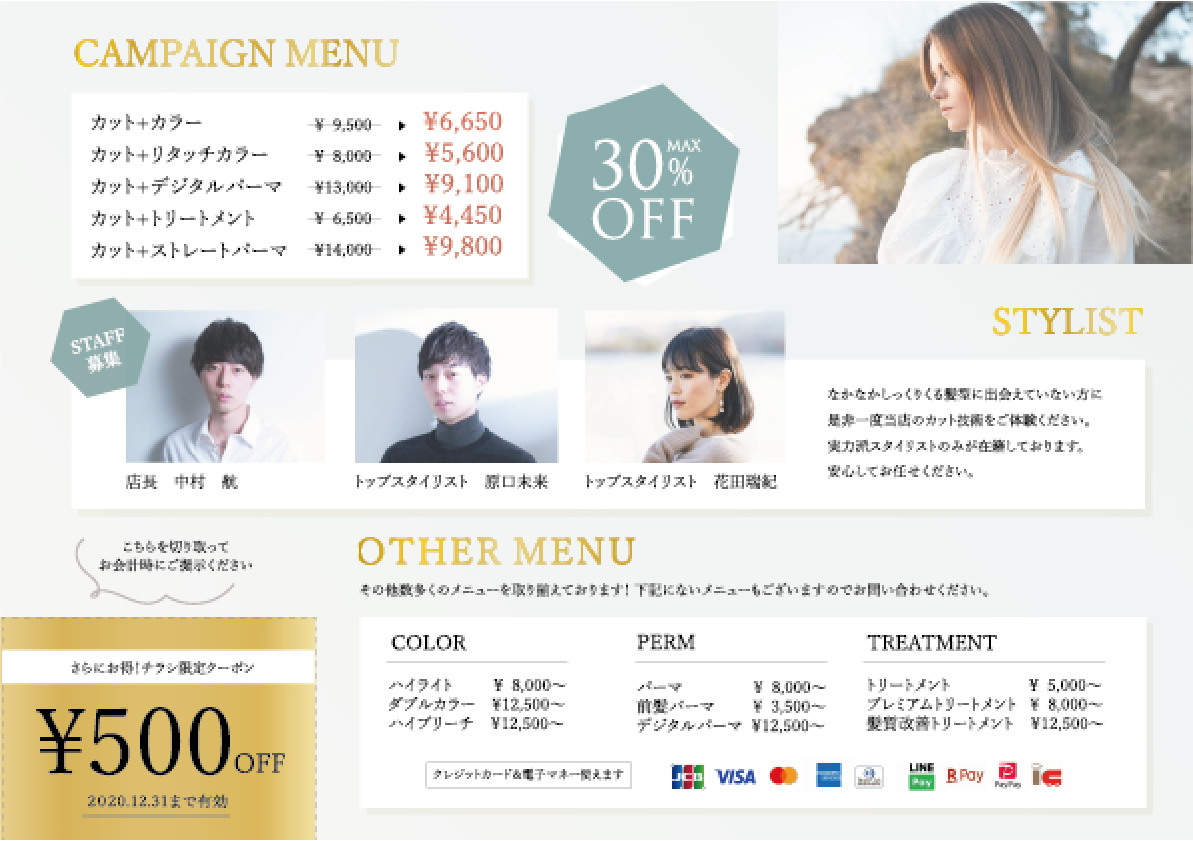 CAMPAIGN MENU
カット+カラー ¥ 9,500 ▶ ¥6,650
カット+リタッチカラー ¥ 8,000 ▶ ¥5,600
カット+デジタルパーマ ¥13,000 ▶ ¥9,100
カット+トリートメント ¥ 6,500 ▶ ¥4,450
カット+ストレートパーマ ¥14,000 ▶ ¥9,800
MAX
30%
OFF
STYLIST
STAFF
募集
店長 中村 航
トップスタイリスト 原口未来
トップスタイリスト 花田瑞紀
なかなかしっくりくる髪型に出会えていない方に
是非一度当店のカット技術をご体験ください。
実力派スタイリストのみが在籍しております。
安心してお任せください。
こちらを切り取って
お会計時にご提示ください
さらにお得!チラシ限定クーポン
¥500OFF
2020.12.31まで有効
OTHER MENU
その他数多くのメニューを取り揃えております! 下記にないメニューもございますのでお問い合わせください。
COLOR
ハイライト ¥ 8,000〜
ダブルカラー ¥12,500〜
ハイブリーチ ¥12,500〜
PERM
パーマ ¥ 8,000〜
前髪パーマ ¥ 3,500〜
デジタルパーマ ¥12,500〜
TREATMENT
トリートメント ¥ 5,000〜
プレミアムトリートメント ¥ 8,000〜
髪質改善トリートメント ¥12,500〜
クレジットカード&電子マネー使えます
JCB VISA LINE Pay R Pay PayPay